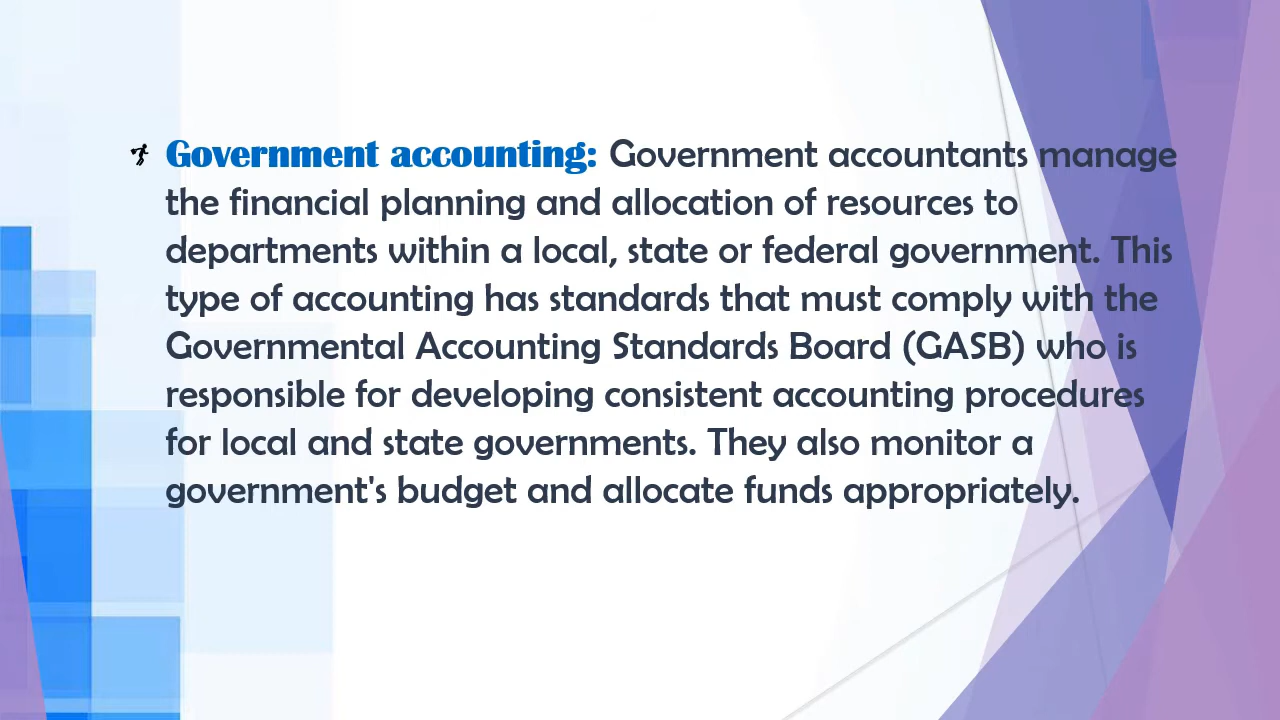 Government accounting: Government accountants manage
the financial planning and allocation of resources to
departments within a local, state or federal government. This
type of accounting has standards that must comply with the
Governmental Accounting Standards Board (GASB) who is
responsible for developing consistent accounting procedures
for local and state governments. They also monitor a
government's budget and allocate funds appropriately.